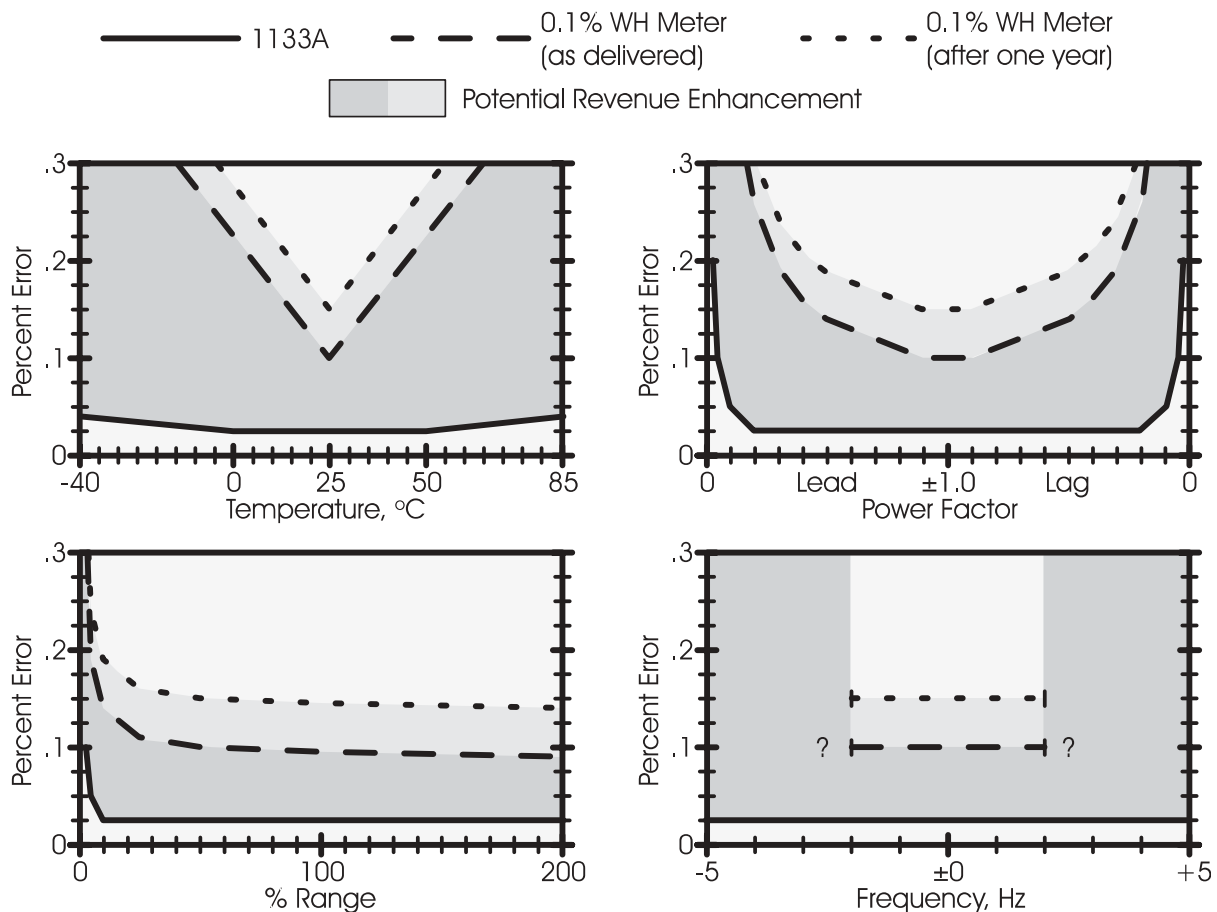 1133A
0.1% WH Meter
(as delivered)
0.1% WH Meter
(after one year)
Potential Revenue Enhancement
.3
.2
.1
0
Percent Error
-40
0
25
50
85
Temperature, °C
.3
.2
.1
0
Percent Error
0
Lead
±1.0
Lag
0
Power Factor
.3
.2
.1
0
Percent Error
0
100
200
% Range
.3
.2
.1
0
Percent Error
?
?
-5
±0
+5
Frequency, Hz